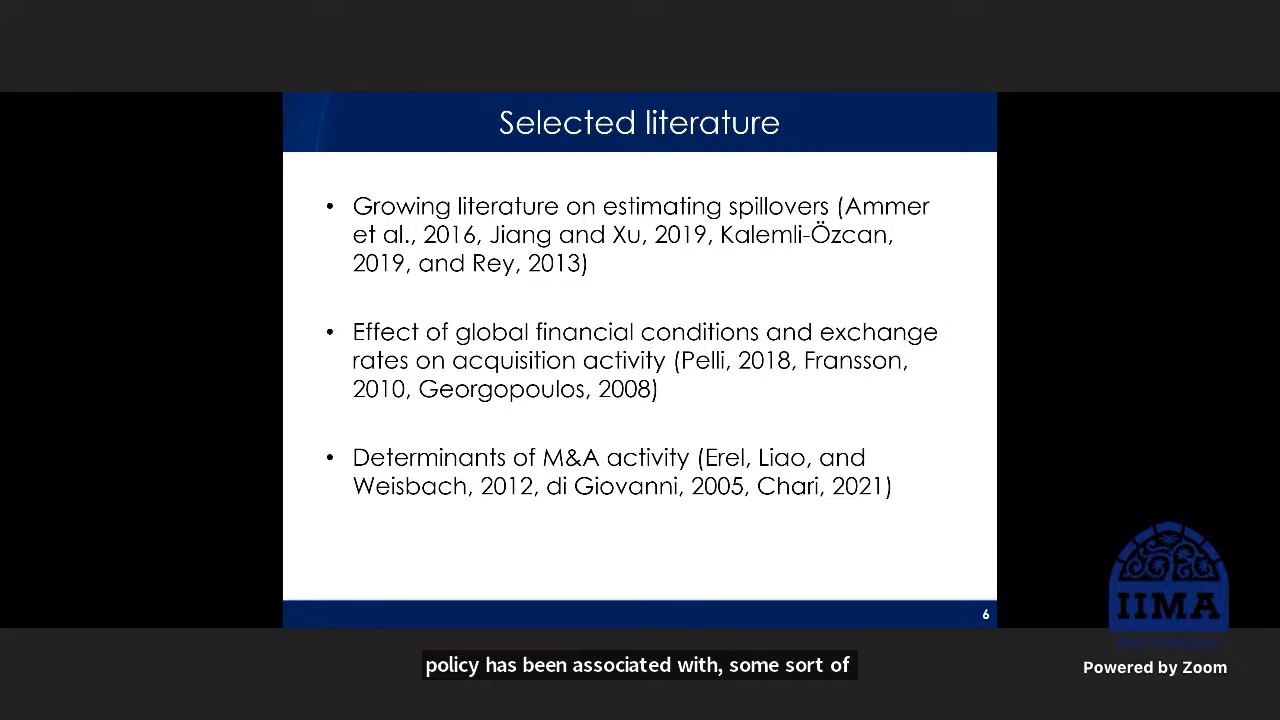 Selected literature
• Growing literature on estimating spillovers (Ammer
et al., 2016, Jiang and Xu, 2019, Kalemli-Özcan,
2019, and Rey, 2013)
• Effect of global financial conditions and exchange
rates on acquisition activity (Pelli, 2018, Fransson,
2010, Georgopoulos, 2008)
• Determinants of M&A activity (Erel, Liao, and
Weisbach, 2012, di Giovanni, 2005, Chari, 2021)
6
IIMA
policy has been associated with, some sort of
Powered by Zoom